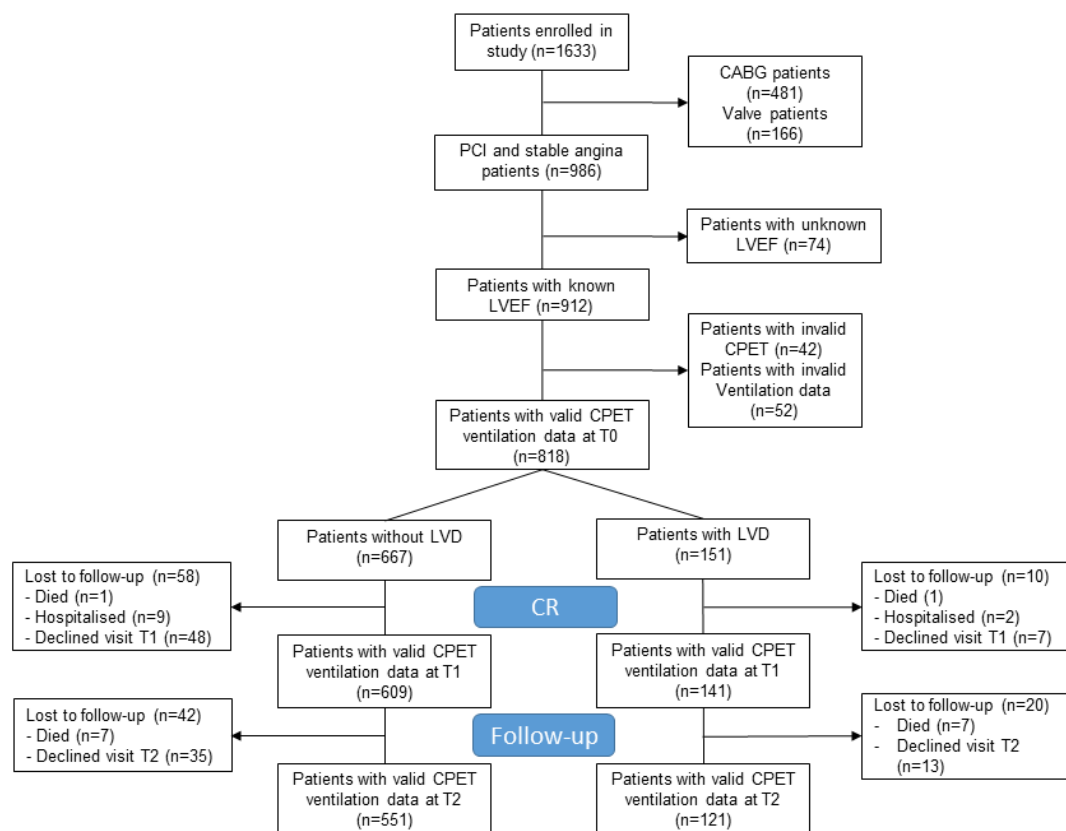 Patients enrolled in
study (n=1633)
CABG patients
(n=481)
Valve patients
(n=166)
PCI and stable angina
patients (n=986)
Patients with unknown
LVEF (n=74)
Patients with known
LVEF (n=912)
Patients with invalid
CPET (n=42)
Patients with invalid
Ventilation data
(n=52)
Patients with valid CPET
ventilation data at T0
(n=818)
Patients without LVD
(n=667)
Patients with LVD
(n=151)
Lost to follow-up (n=58)
- Died (n=1)
- Hospitalised (n=9)
- Declined visit T1 (n=48)
CR
Lost to follow-up (n=10)
- Died (1)
- Hospitalised (n=2)
- Declined visit T1 (n=7)
Patients with valid CPET
ventilation data at T1
(n=609)
Patients with valid CPET
ventilation data at T1
(n=141)
Lost to follow-up (n=42)
- Died (n=7)
- Declined visit T2 (n=35)
Follow-up
Lost to follow-up (n=20)
- Died (n=7)
- Declined visit T2
(n=13)
Patients with valid CPET
ventilation data at T2
(n=551)
Patients with valid CPET
ventilation data at T2
(n=121)